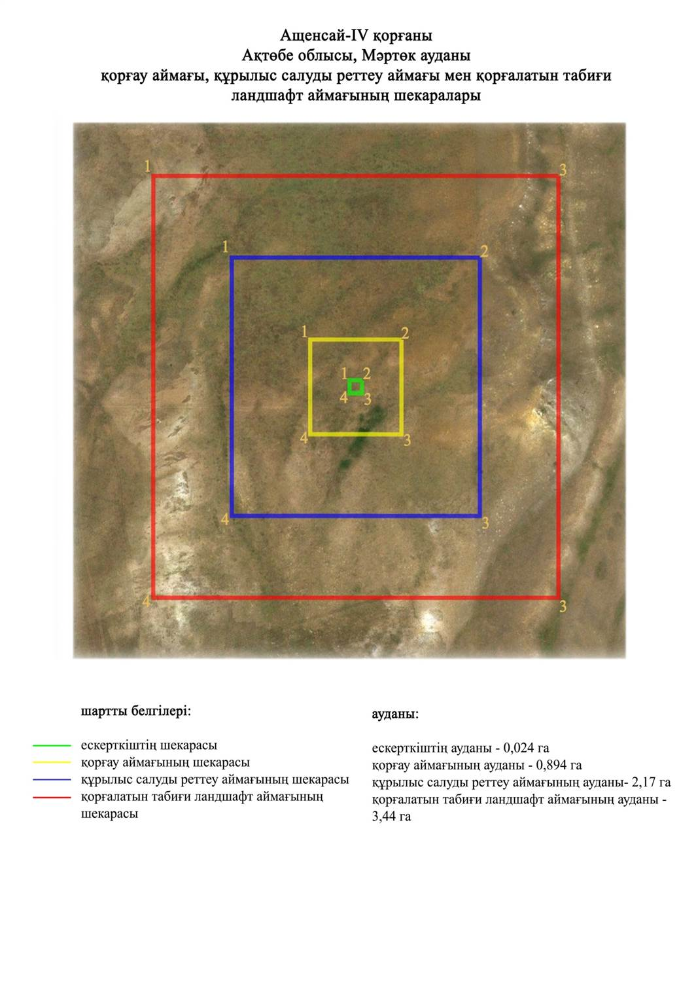 Ащенсай-IV қорғаны
Ақтөбе облысы, Мәртөк ауданы
қорғау аймағы, құрылыс салуды реттеу аймағы мен қорғалатын табиғи
ландшафт аймағының шекаралары
1
3
1
2
1
2
1
2
4
3
4
3
4
3
4
3
шартты белгілері:
ескерткіштің шекарасы
қорғау аймағының шекарасы
құрылыс салуды реттеу аймағының шекарасы
қорғалатын табиғи ландшафт аймағының
шекарасы
ауданы:
ескерткіштің ауданы - 0,024 га
қорғау аймағының ауданы - 0,894 га
құрылыс салуды реттеу аймағының ауданы- 2,17 га
қорғалатын табиғи ландшафт аймағының ауданы -
3,44 га